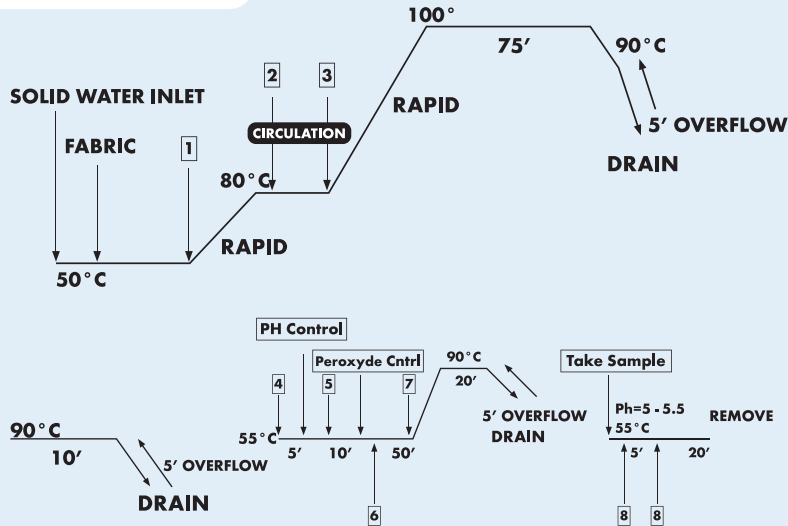 100°
75’
90°C
2
3
SOLID WATER INLET
RAPID
CIRCULATION
5’ OVERFLOW
FABRIC
1
DRAIN
80°C
RAPID
50°C
PH Control
Peroxyde Cntrl
90°C
Take Sample
4
5
7
20’
Ph=5 - 5.5
5’ OVERFLOW
REMOVE
90°C
55°C
DRAIN
55°C
10’
5’
10’
50’
5’
20’
5’ OVERFLOW
DRAIN
6
8
8